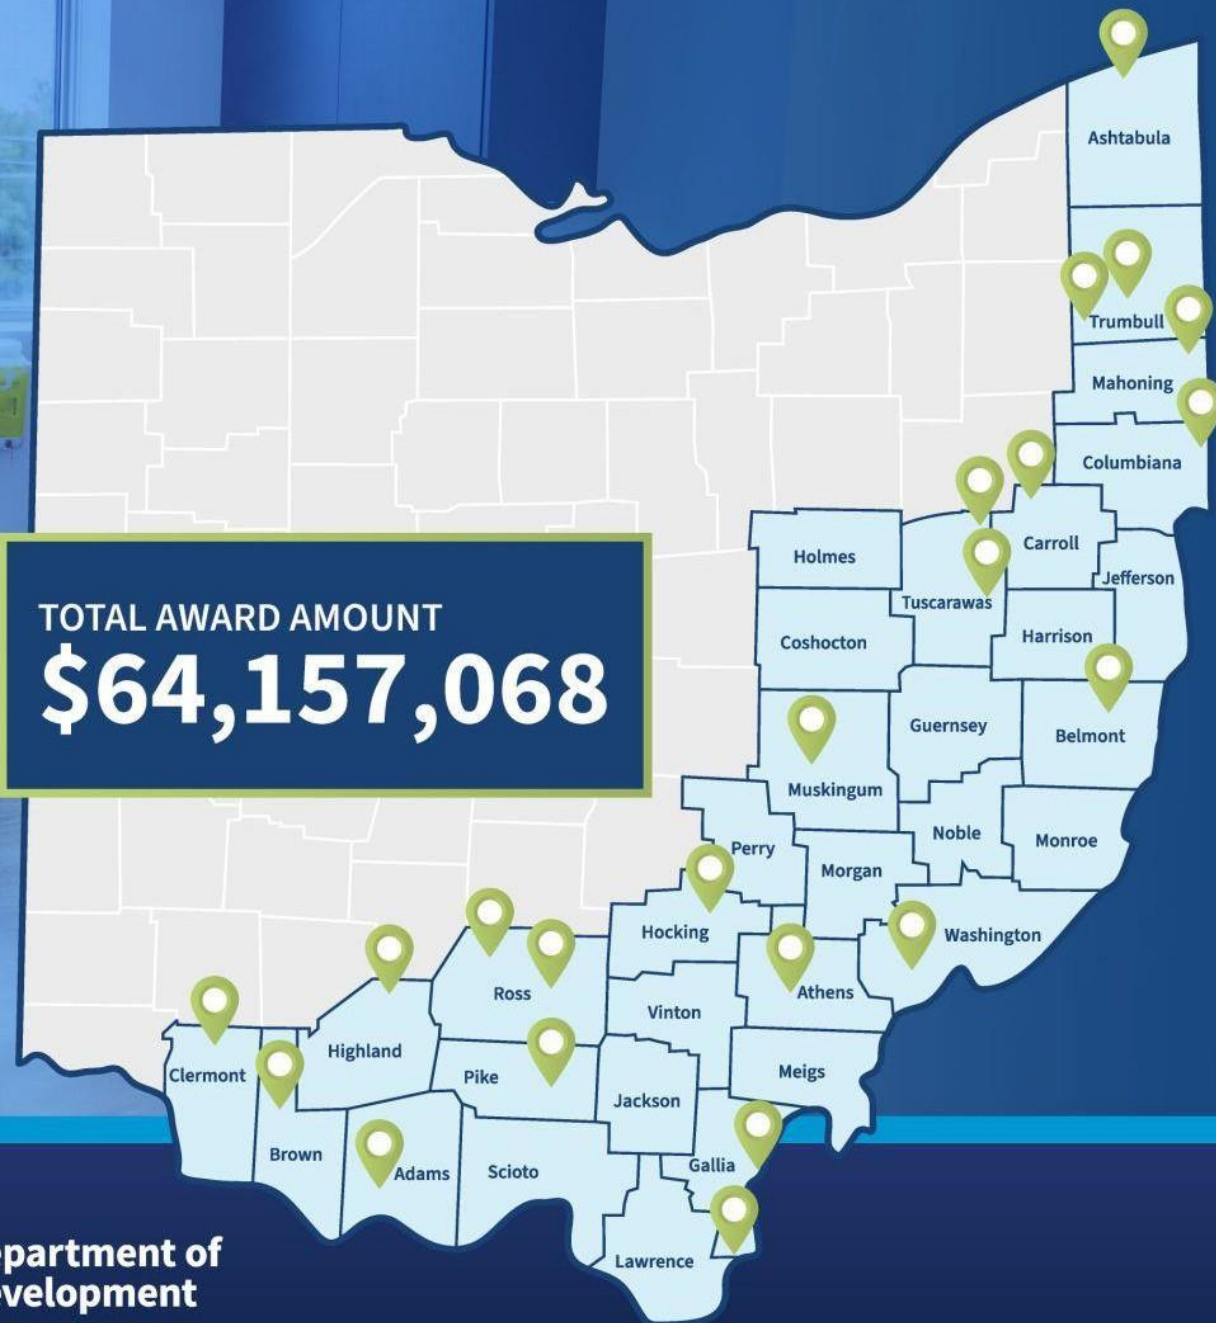 Ashtabula
Trumbull
Mahoning
Columbiana
Holmes
Carroll
Jefferson
Tuscarawas
Coshocton
Harrison
TOTAL AWARD AMOUNT
$64,157,068
Guernsey
Belmont
Muskingum
Noble
Monroe
Perry
Morgan
Hocking
Washington
Ross
Athens
Vinton
Highland
Clermont
Pike
Meigs
Jackson
Brown
Adams
Scioto
Gallia
Lawrence
epartment of
evelopment